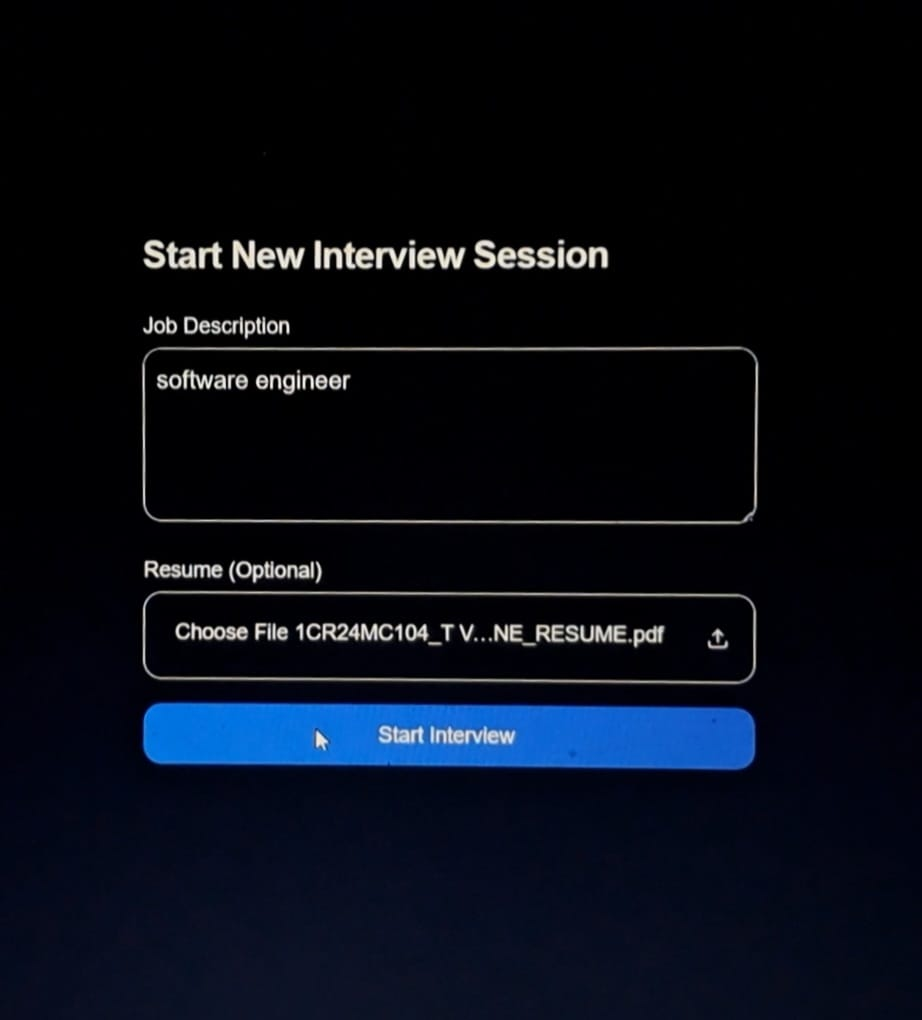 Start New Interview Session
Job Description
software engineer
Resume (Optional)
Choose File 1CR24MC104_T V...NE_RESUME.pdf
Start Interview